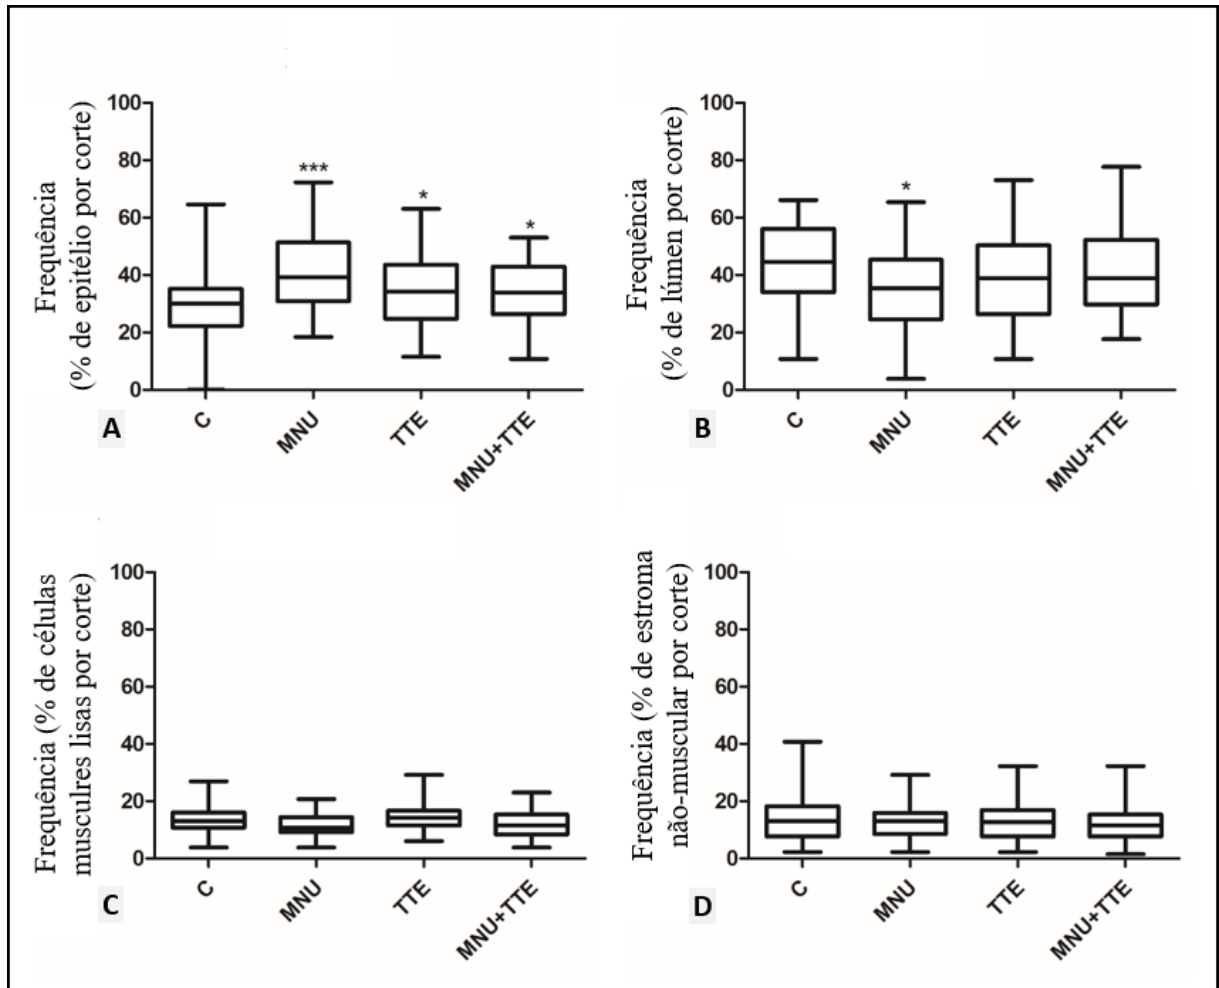 Frequência
(% de epitélio por corte)
100
80
60
40
20
0
***
*
*
C
MNU
TTE
MNU+TTE
A
Frequência
(% de lúmen por corte)
100
80
60
40
20
0
*
C
MNU
TTE
MNU+TTE
B
Frequência (% de células
musculres lisas por corte)
100
80
60
40
20
0
C
MNU
TTE
MNU+TTE
C
Frequência (% de estroma
não-muscular por corte)
100
80
60
40
20
0
C
MNU
TTE
MNU+TTE
D